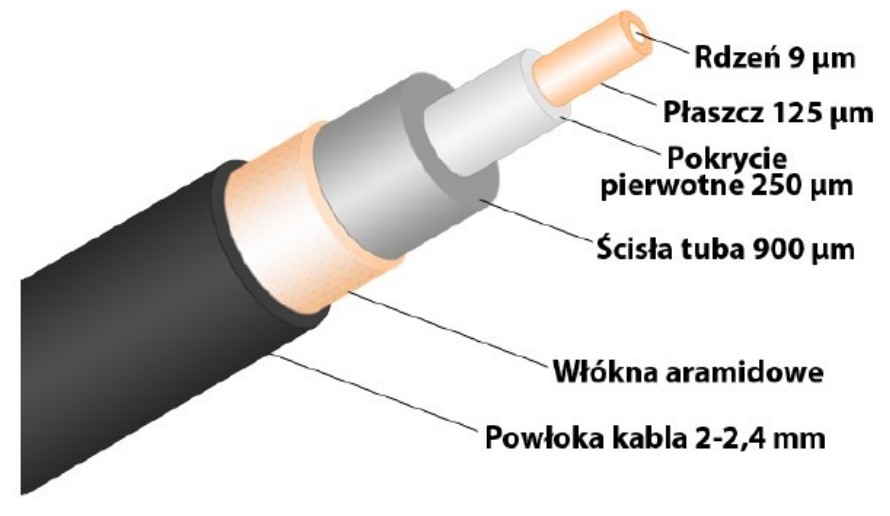 Rdzeń 9 µm
Płaszcz 125 µm
Pokrycie
pierwotne 250 µm
Ścisła tuba 900 µm
Włókna aramidowe
Powłoka kabla 2-2,4 mm